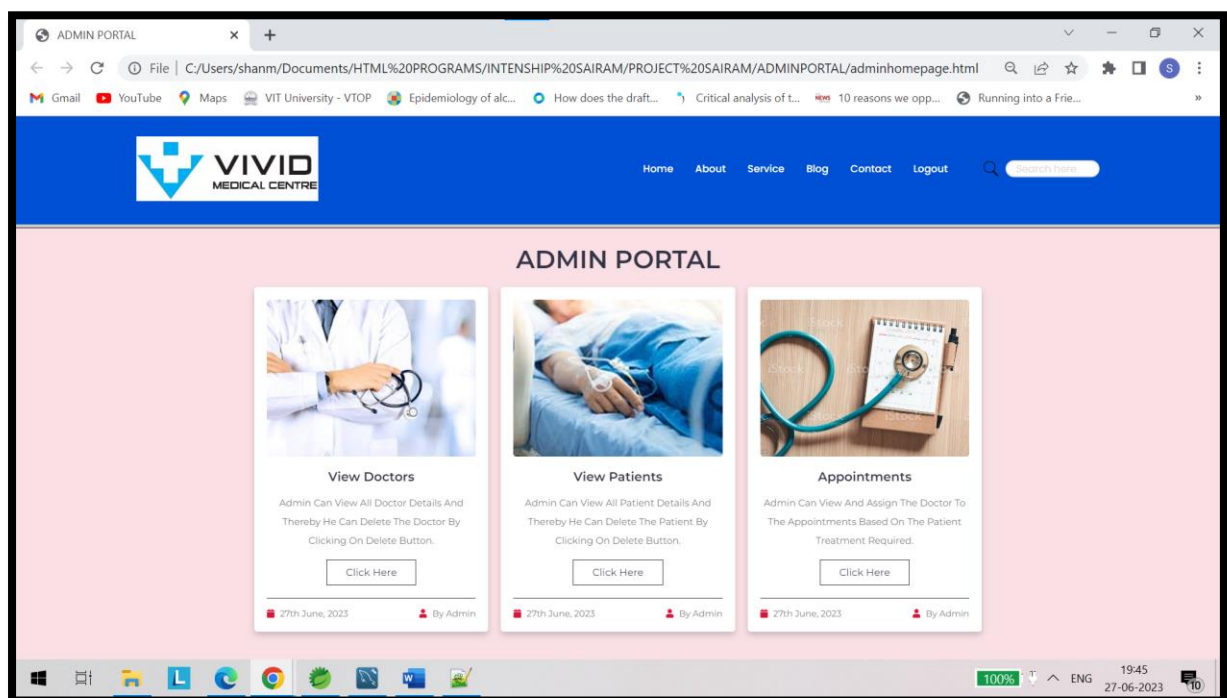 ADMIN PORTAL
File | C:/Users/shanm/Documents/HTML%20PROGRAMS/INTENSHIP%20SAIRAM/PROJECT%20SAIRAM/ADMINPORTAL/adminhomepage.html
S
Gmail YouTube Maps VIT University - VTOP Epidemiology of alc... How does the draft... Critical analysis of t... NEWS 10 reasons we opp... Running into a Frie... »
VIVID
MEDICAL CENTRE
Home About Service Blog Contact Logout Search here
ADMIN PORTAL
iStock
iStock
View Doctors
Admin Can View All Doctor Details And
Thereby He Can Delete The Doctor By
Clicking On Delete Button.
Click Here
27th June, 2023 By Admin
View Patients
Admin Can View All Patient Details And
Thereby He Can Delete The Patient By
Clicking On Delete Button.
Click Here
27th June, 2023 By Admin
Appointments
Admin Can View And Assign The Doctor To
The Appointments Based On The Patient
Treatment Required.
Click Here
27th June, 2023 By Admin
L
100% ENG 19:45
27-06-2023
10